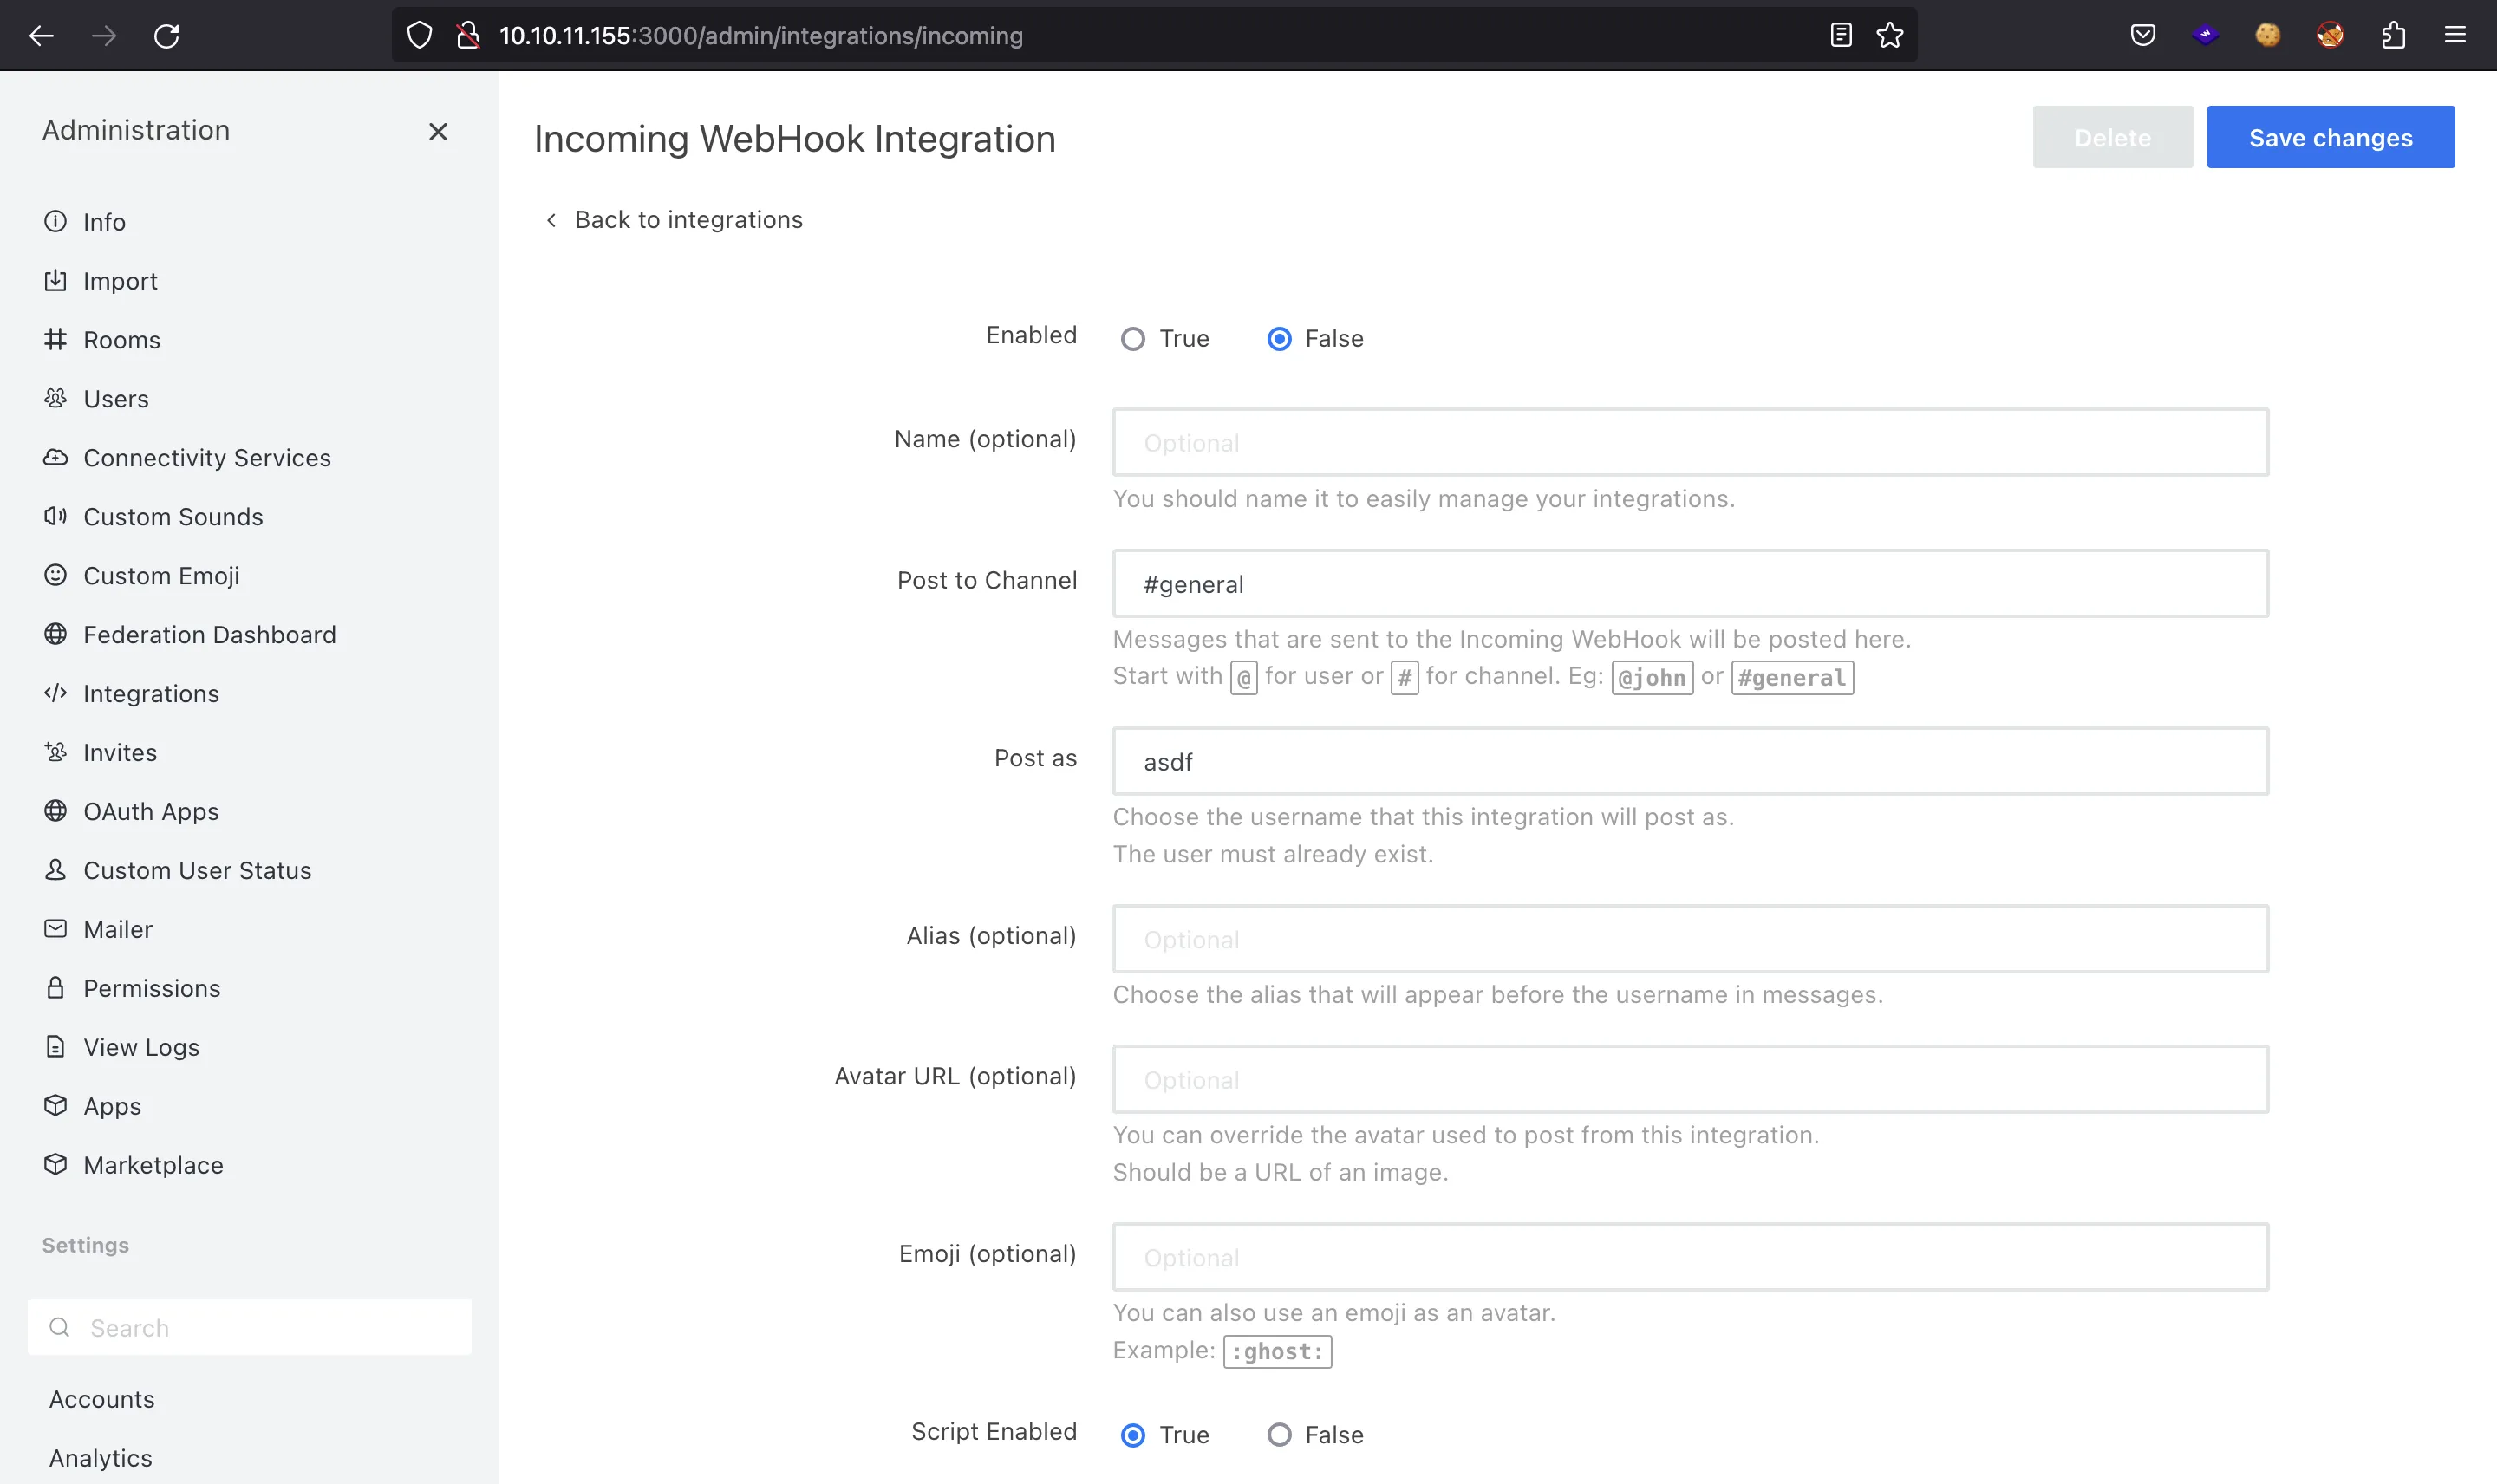 10.10.11.155:3000/admin/integrations/incoming
Administration
Info
Import
Rooms
Users
Connectivity Services
Custom Sounds
Custom Emoji
Federation Dashboard
Integrations
Invites
OAuth Apps
Custom User Status
Mailer
Permissions
View Logs
Apps
Marketplace
Settings
Search
Accounts
Analytics
Incoming WebHook Integration
Delete
Save changes
Back to integrations
Enabled
True
False
Name (optional)
Optional
You should name it to easily manage your integrations.
Post to Channel
#general
Messages that are sent to the Incoming WebHook will be posted here.
Start with @ for user or # for channel. Eg: @john or #general
Post as
asdf
Choose the username that this integration will post as.
The user must already exist.
Alias (optional)
Optional
Choose the alias that will appear before the username in messages.
Avatar URL (optional)
Optional
You can override the avatar used to post from this integration.
Should be a URL of an image.
Emoji (optional)
Optional
You can also use an emoji as an avatar.
Example: :ghost:
Script Enabled
True
False